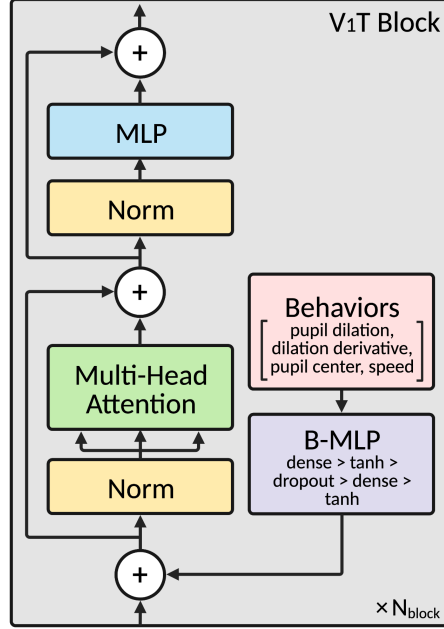 V1T Block
+
MLP
Norm
+
Behaviors
pupil dilation,
dilation derivative,
pupil center, speed
Multi-Head
Attention
B-MLP
dense > tanh >
dropout > dense >
tanh
Norm
+
× Nblock